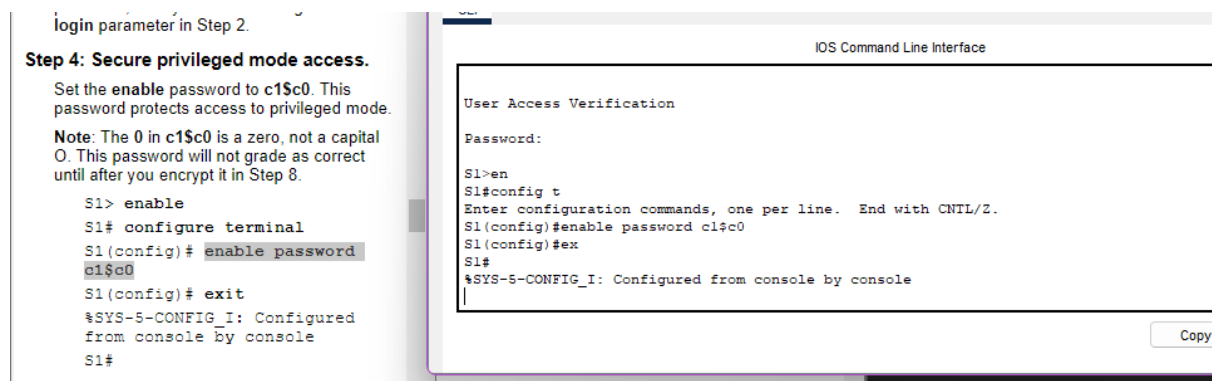 login parameter in Step 2.
Step 4: Secure privileged mode access.
Set the enable password to c1$c0. This
password protects access to privileged mode.
Note: The 0 in c1$c0 is a zero, not a capital
O. This password will not grade as correct
until after you encrypt it in Step 8.
S1> enable
S1# configure terminal
S1(config)# enable password
c1$c0
S1(config)# exit
%SYS-5-CONFIG_I: Configured
from console by console
S1#
IOS Command Line Interface
User Access Verification
Password:
S1>en
S1#config t
Enter configuration commands, one per line.  End with CNTL/Z.
S1(config)#enable password c1$c0
S1(config)#ex
S1#
%SYS-5-CONFIG_I: Configured from console by console
Copy